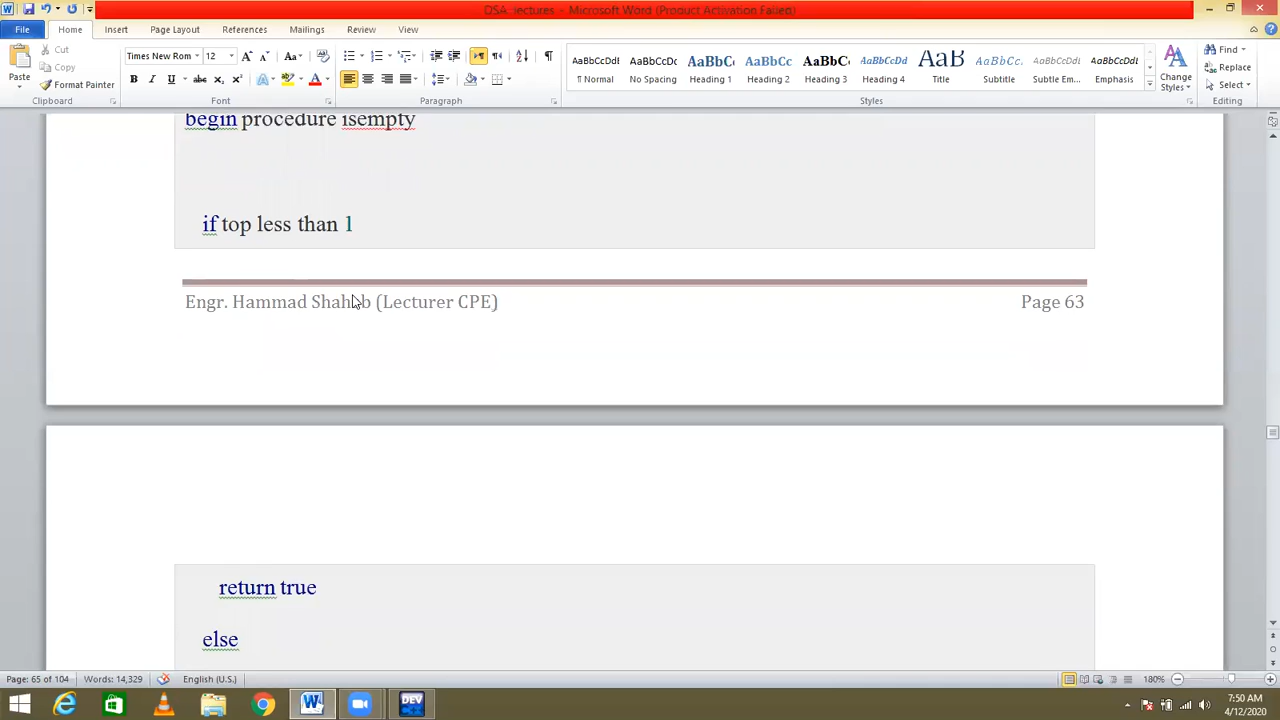 DSA lectures - Microsoft Word (Product Activation Failed)
File Home Insert Page Layout References Mailings Review View
Paste
Cut
Copy
Format Painter
Clipboard
Times New Rom 12
Font
Paragraph
AaBbCcDdI AaBbCcDc AaBbC AaBbCc AaBbC AaBbCcDd AaB AaBbCcI AaBbCcDd AaBbCcDd
¶ Normal No Spacing Heading 1 Heading 2 Heading 3 Heading 4 Title Subtitle Subtle Em... Emphasis
Change Styles
Styles
Find
Replace
Select
Editing
begin procedure isempty
if top less than 1
Engr. Hammad Shahab (Lecturer CPE) Page 63
return true
else
Page: 65 of 104 Words: 14,329 English (U.S.) 180%
DEV
7:50 AM
4/12/2020